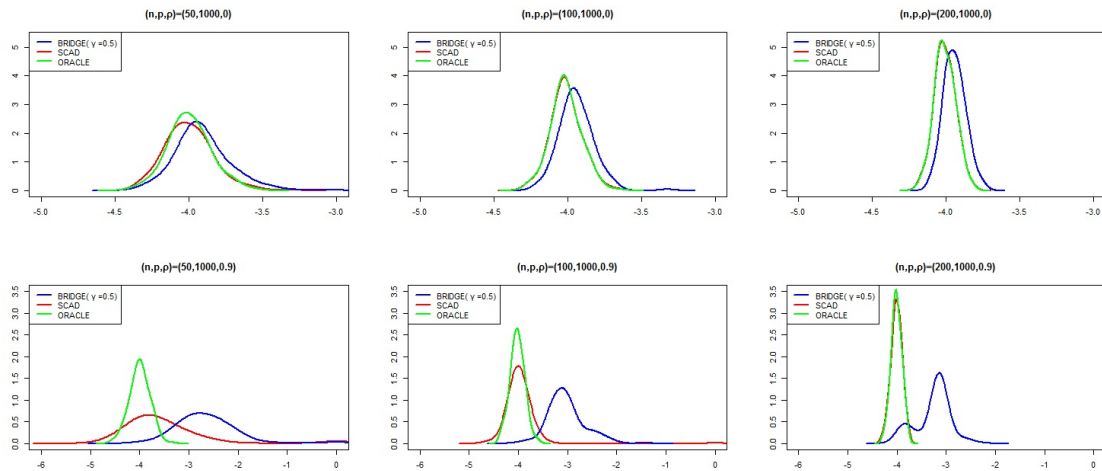 (n,p,ρ)=(50,1000,0)
BRIDGE( γ =0.5)
SCAD
ORACLE
5
4
3
2
1
0
-5.0 -4.5 -4.0 -3.5 -3.0
(n,p,ρ)=(100,1000,0)
BRIDGE( γ =0.5)
SCAD
ORACLE
5
4
3
2
1
0
-5.0 -4.5 -4.0 -3.5 -3.0
(n,p,ρ)=(200,1000,0)
BRIDGE( γ =0.5)
SCAD
ORACLE
5
4
3
2
1
0
-5.0 -4.5 -4.0 -3.5 -3.0
(n,p,ρ)=(50,1000,0.9)
BRIDGE( γ =0.5)
SCAD
ORACLE
3.5
3.0
2.5
2.0
1.5
1.0
0.5
0.0
-6 -5 -4 -3 -2 -1 0
(n,p,ρ)=(100,1000,0.9)
BRIDGE( γ =0.5)
SCAD
ORACLE
3.5
3.0
2.5
2.0
1.5
1.0
0.5
0.0
-6 -5 -4 -3 -2 -1 0
(n,p,ρ)=(200,1000,0.9)
BRIDGE( γ =0.5)
SCAD
ORACLE
3.5
3.0
2.5
2.0
1.5
1.0
0.5
0.0
-6 -5 -4 -3 -2 -1 0